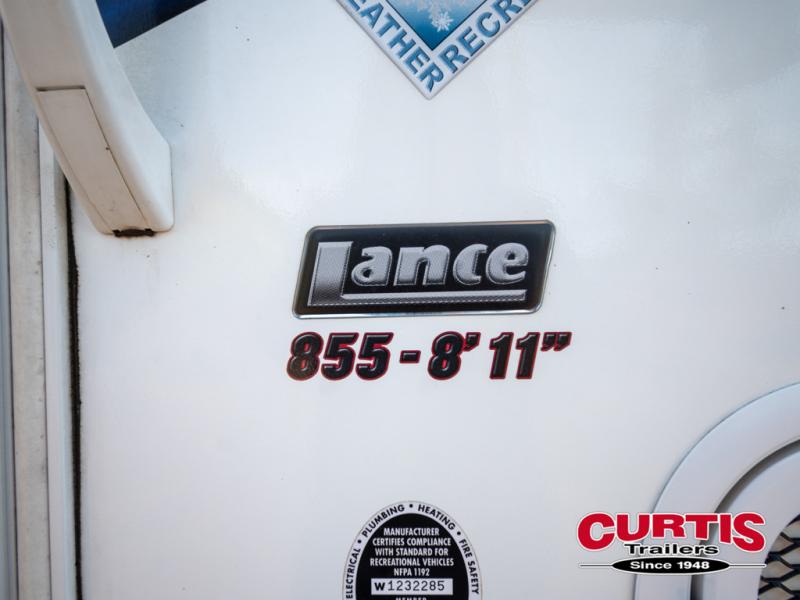 EATHER
Lance
855 - 8' 11"
ELECTRICAL • PLUMBING • HEATING • FIRE SAFETY
MANUFACTURER
CERTIFIES COMPLIANCE
WITH STANDARD FOR
RECREATIONAL VEHICLES
NFPA 1192
W1232285
MEMBER
CURTIS
Trailers
Since 1948